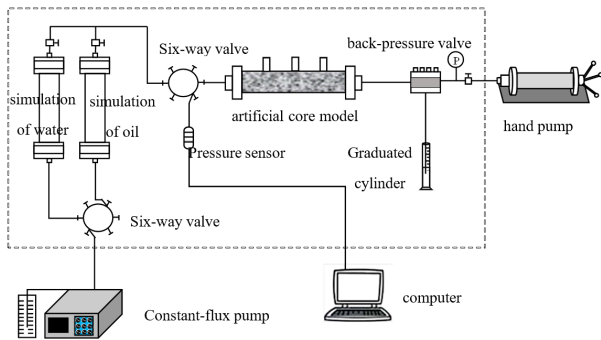 Six-way valve
back-pressure valve
P
simulation
of water
simulation
of oil
artificial core model
hand pump
Pressure sensor
Graduated
cylinder
Six-way valve
Constant-flux pump
computer